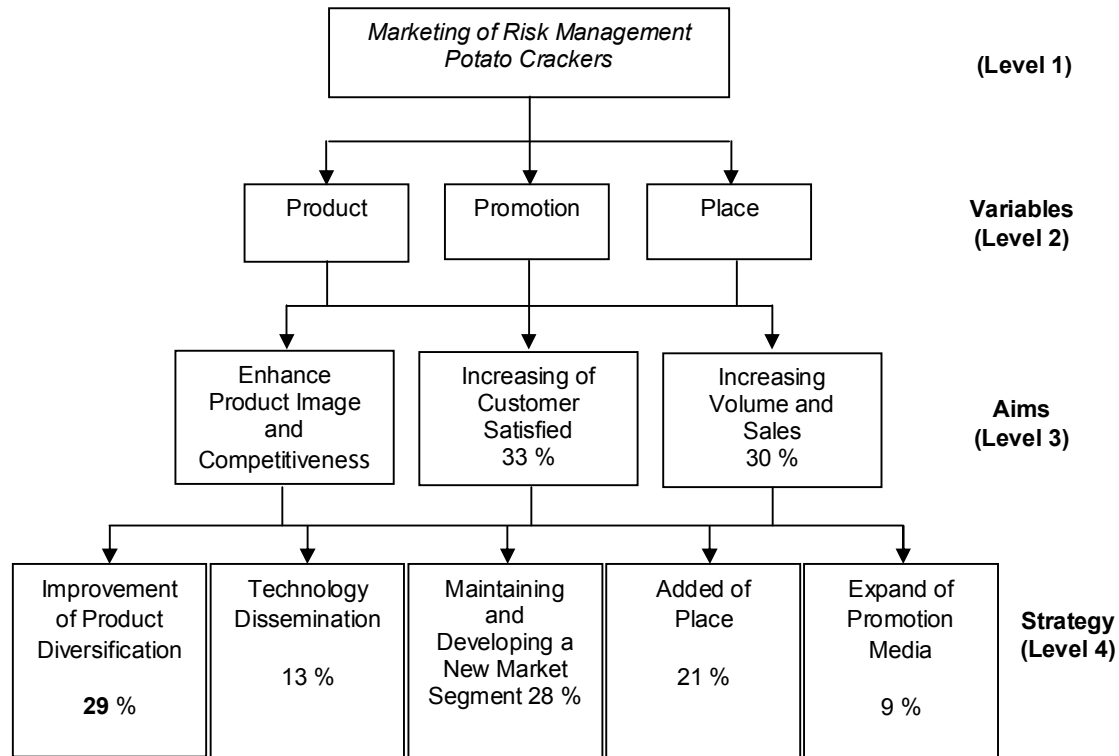 Marketing of Risk Management
Potato Crackers
(Level 1)
Product
Promotion
Place
Variables
(Level 2)
Enhance
Product Image
and
Competitiveness
Increasing of
Customer
Satisfied
33 %
Increasing
Volume and
Sales
30 %
Aims
(Level 3)
Improvement
of Product
Diversification
29 %
Technology
Dissemination
13 %
Maintaining
and
Developing a
New Market
Segment 28 %
Added of
Place
21 %
Expand of
Promotion
Media
9 %
Strategy
(Level 4)